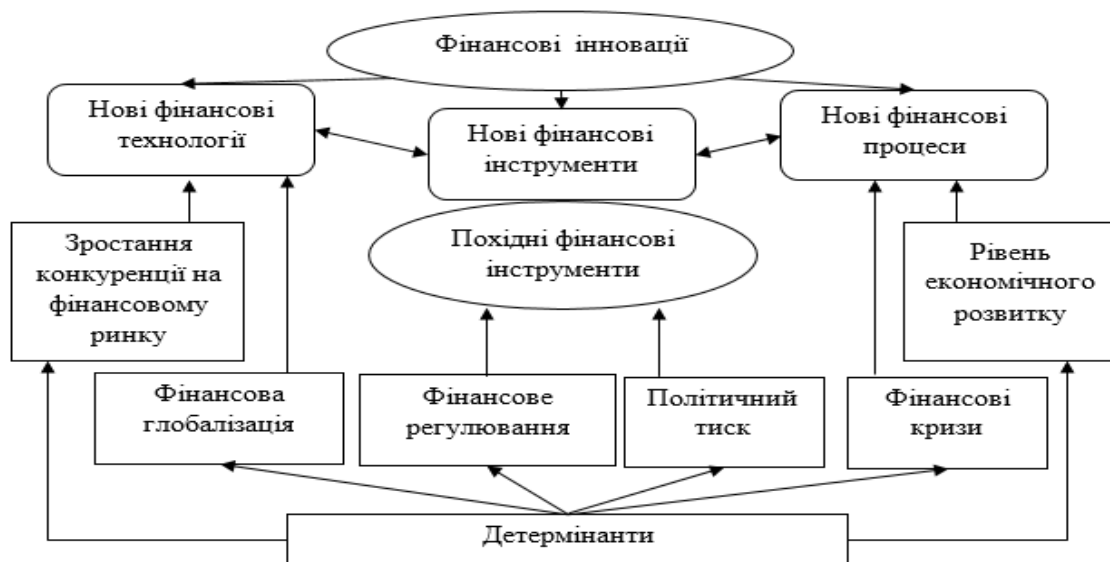 Фінансові інновації
Нові фінансові
технології
Нові фінансові
інструменти
Нові фінансові
процеси
Зростання
конкуренції на
фінансовому
ринку
Похідні фінансові
інструменти
Рівень
економічного
розвитку
Фінансова
глобалізація
Фінансове
регулювання
Політичний
тиск
Фінансові
кризи
Детермінанти